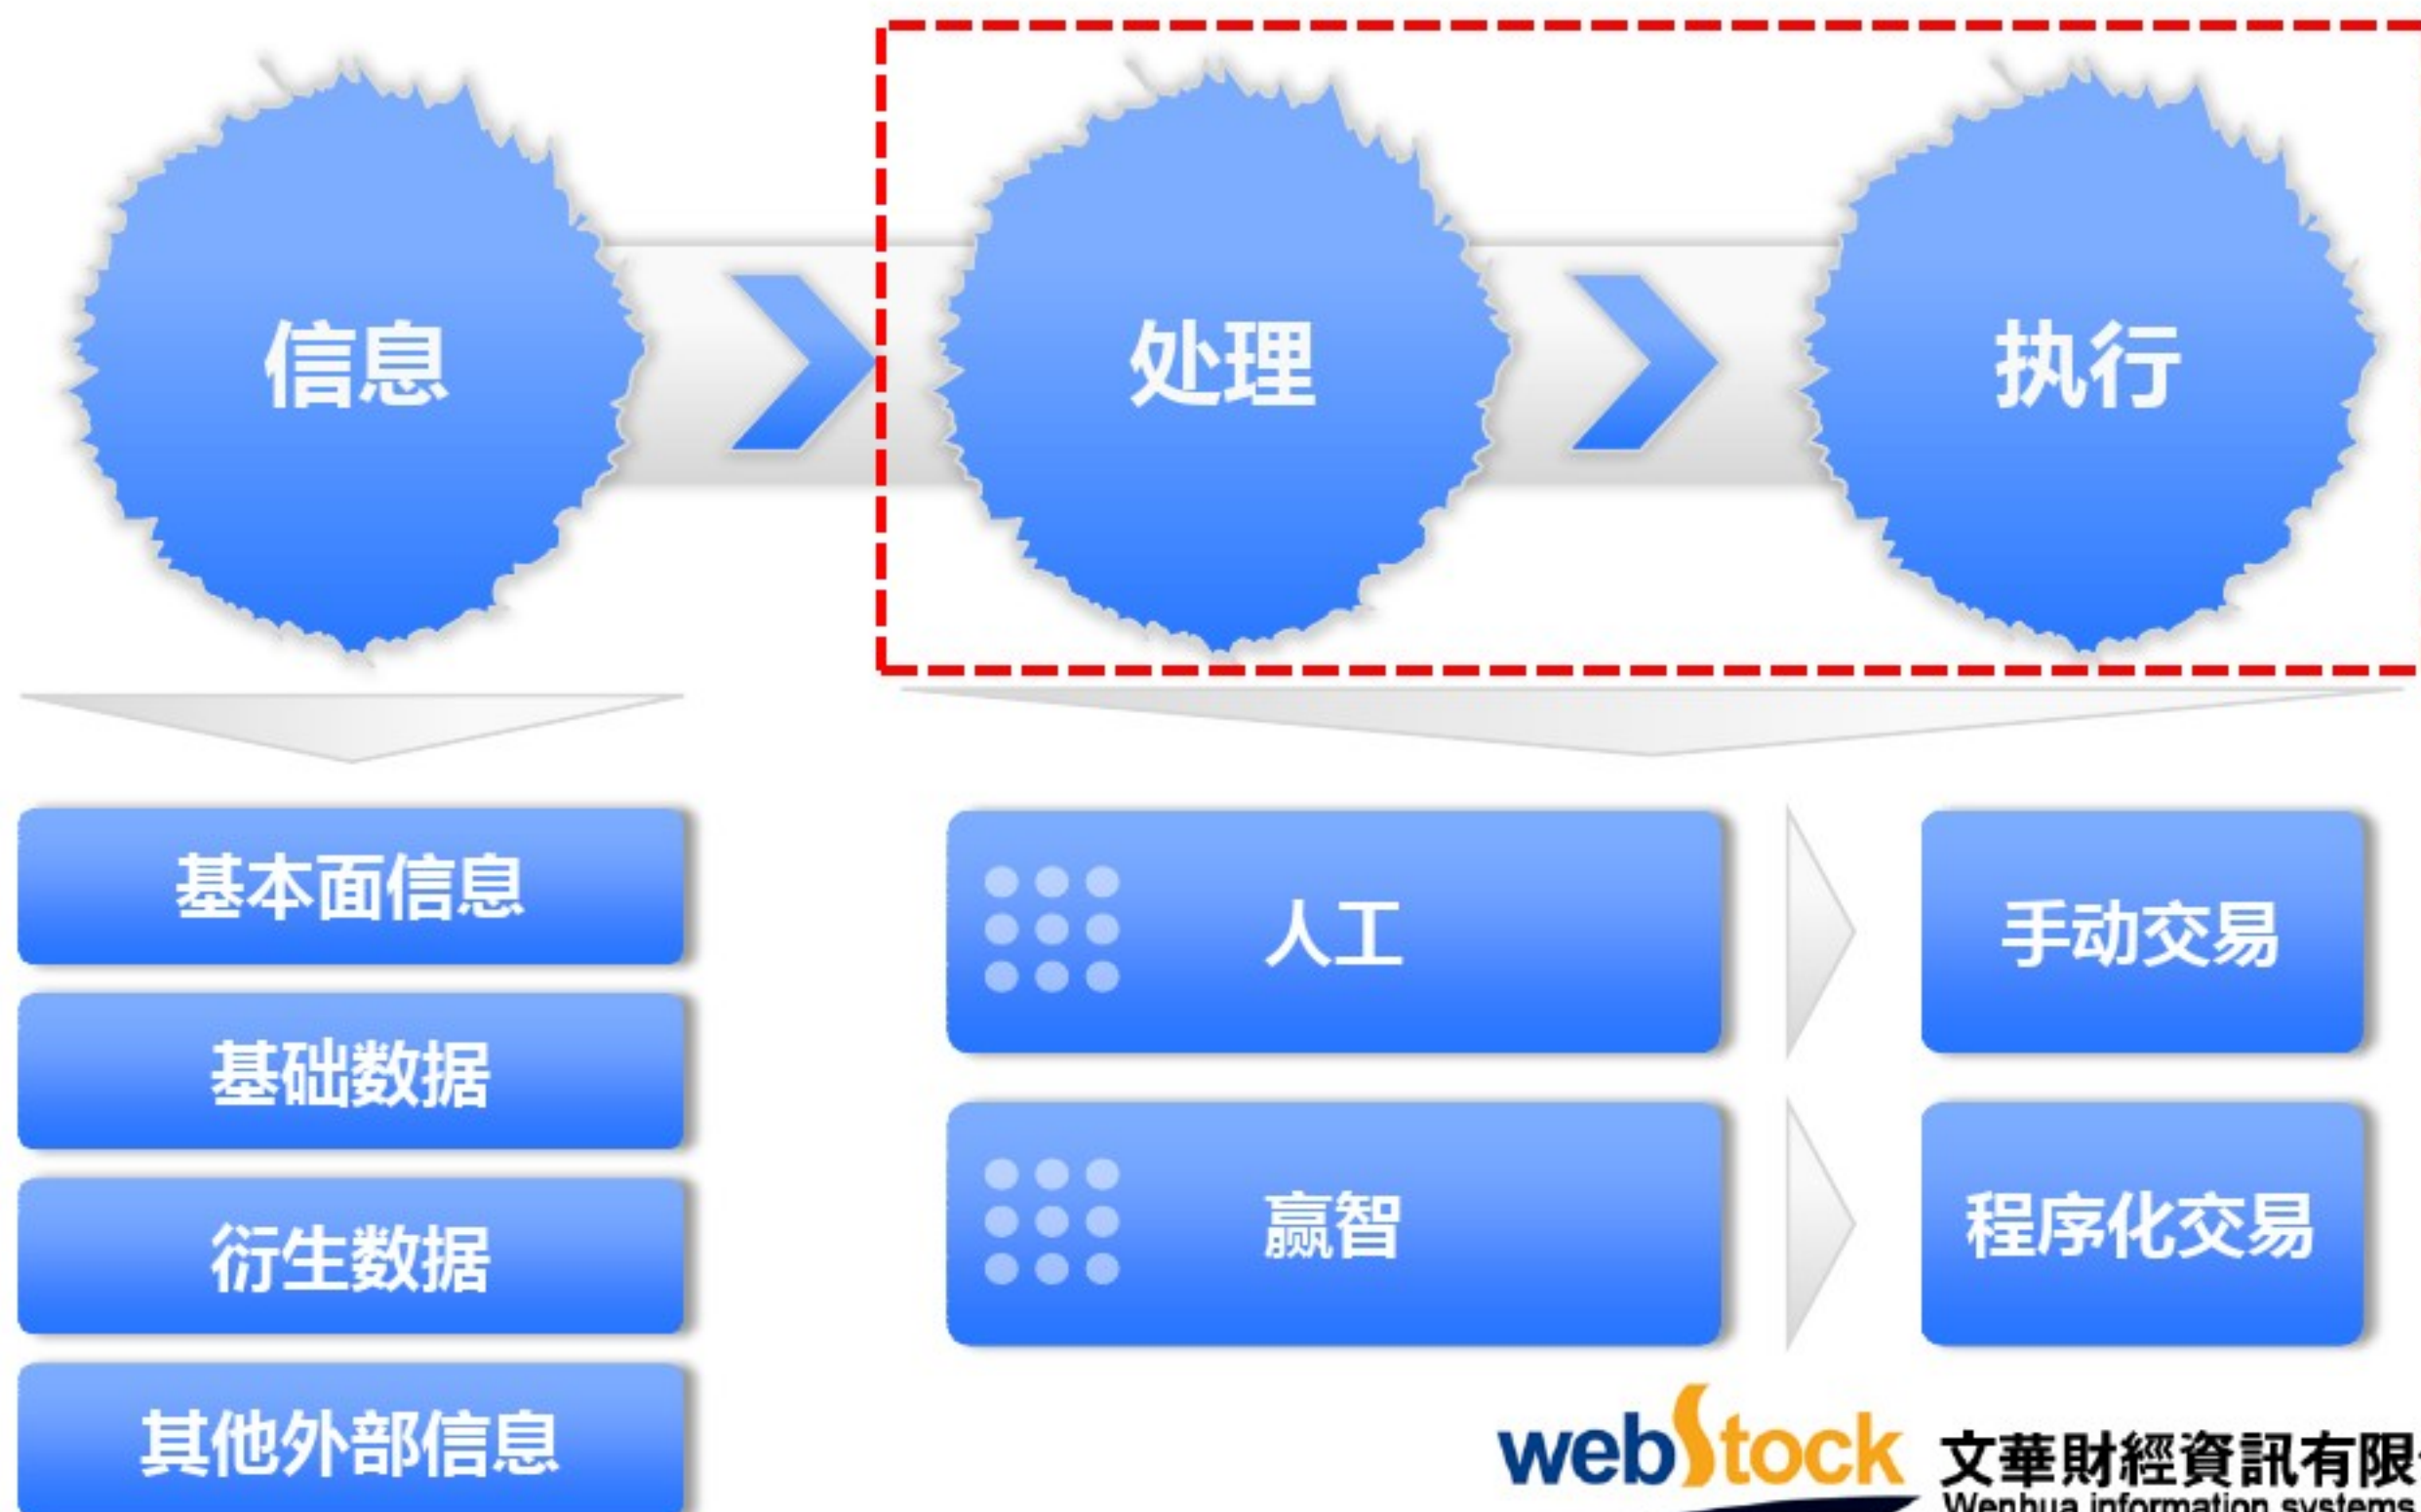 信息
处理
执行
基本面信息
基础数据
衍生数据
其他外部信息
人工
手动交易
赢智
程序化交易
webStock
文華財經資訊有限
Wenhua information systems